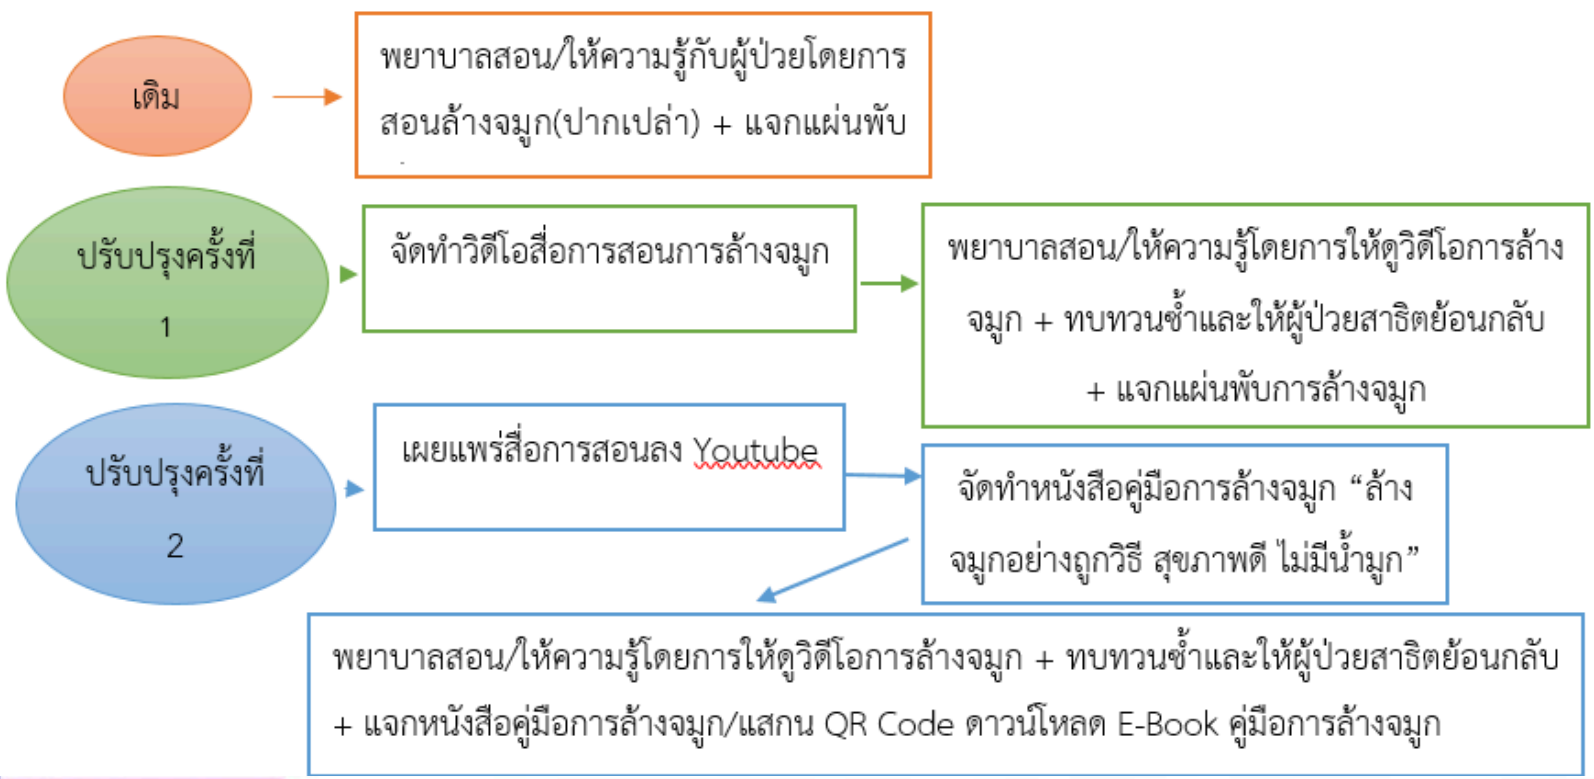 เดิม
พยาบาลสอน/ให้ความรู้กับผู้ป่วยโดยการ
สอนล้างจมูก(ปากเปล่า) + แจกแผ่นพับ
ปรับปรุงครั้งที่
1
จัดทำวิดีโอสื่อการสอนการล้างจมูก
พยาบาลสอน/ให้ความรู้โดยการให้ดูวิดีโอการล้าง
จมูก + ทบทวนซ้ำและให้ผู้ป่วยสาธิตย้อนกลับ
+ แจกแผ่นพับการล้างจมูก
ปรับปรุงครั้งที่
2
เผยแพร่สื่อการสอนลง Youtube
จัดทำหนังสือคู่มือการล้างจมูก “ล้าง
จมูกอย่างถูกวิธี สุขภาพดี ไม่มีน้ำมูก”
พยาบาลสอน/ให้ความรู้โดยการให้ดูวิดีโอการล้างจมูก + ทบทวนซ้ำและให้ผู้ป่วยสาธิตย้อนกลับ
+ แจกหนังสือคู่มือการล้างจมูก/แสกน QR Code ดาวน์โหลด E-Book คู่มือการล้างจมูก